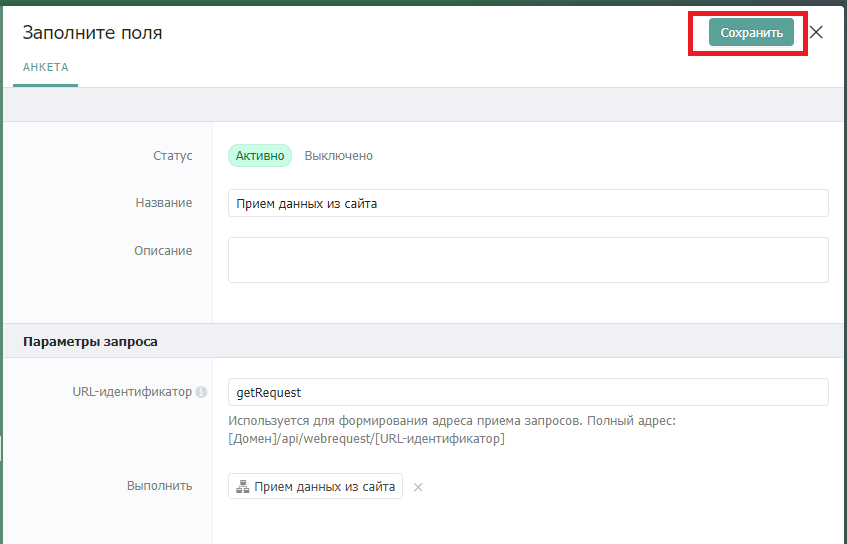 Заполните поля
Сохранить
АНКЕТА
Статус
Активно Выключено
Название
Прием данных из сайта
Описание
Параметры запроса
URL-идентификатор
getRequest
Используется для формирования адреса приема запросов. Полный адрес:
[Домен]/api/webrequest/[URL-идентификатор]
Выполнить
Прием данных из сайта